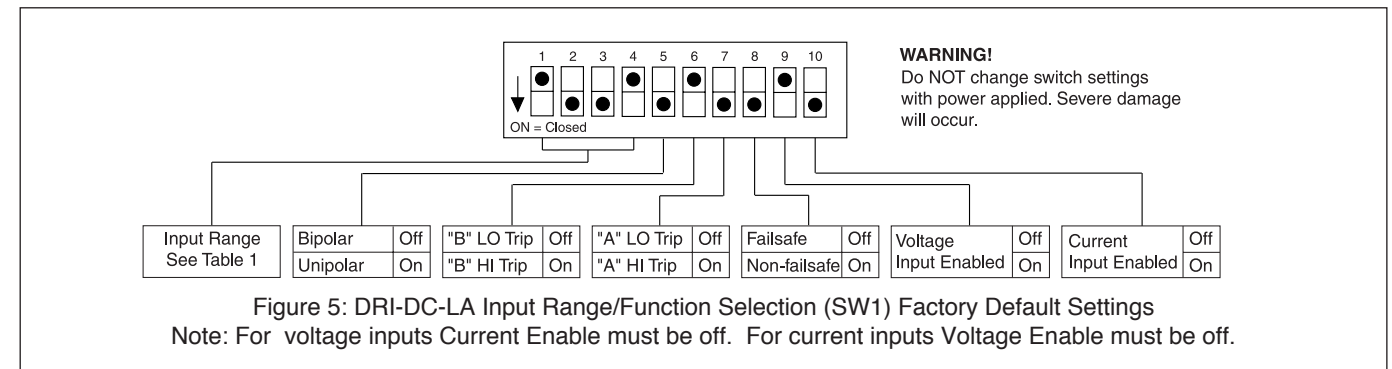 1 2 3 4 5 6 7 8 9 10
ON = Closed
WARNING!
Do NOT change switch settings
with power applied. Severe damage
will occur.
Input Range
See Table 1
Bipolar Off
Unipolar On
"B" LO Trip Off
"B" HI Trip On
"A" LO Trip Off
"A" HI Trip On
Failsafe Off
Non-failsafe On
Voltage Off
Input Enabled On
Current Off
Input Enabled On
Figure 5: DRI-DC-LA Input Range/Function Selection (SW1) Factory Default Settings
Note: For voltage inputs Current Enable must be off. For current inputs Voltage Enable must be off.